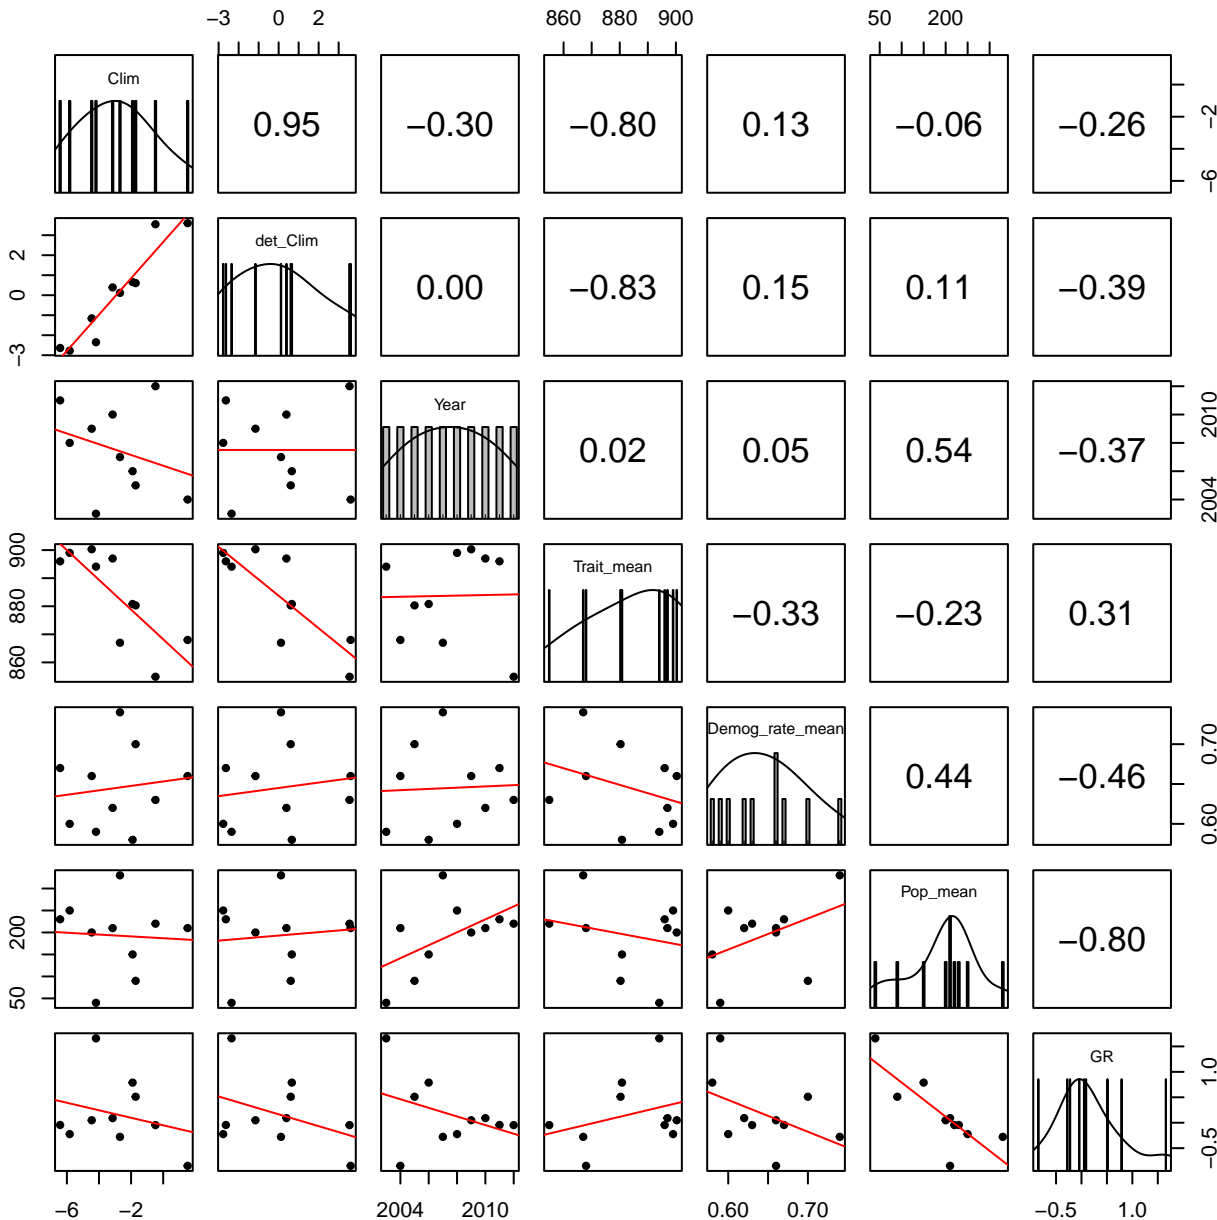 −3 0 2 860 880 900 50 200
Clim 0.95 −0.30 −0.80 0.13 −0.06 −0.26 −6 −2
−3 0 2 det_Clim 0.00 −0.83 0.15 0.11 −0.39
Year 0.02 0.05 0.54 −0.37 2004 2010
860 880 900 Trait_mean −0.33 −0.23 0.31
Demog_rate_mean 0.44 −0.46 0.60 0.70
50 200 Pop_mean −0.80
GR −0.5 1.0
−6 −2 2004 2010 0.60 0.70 −0.5 1.0